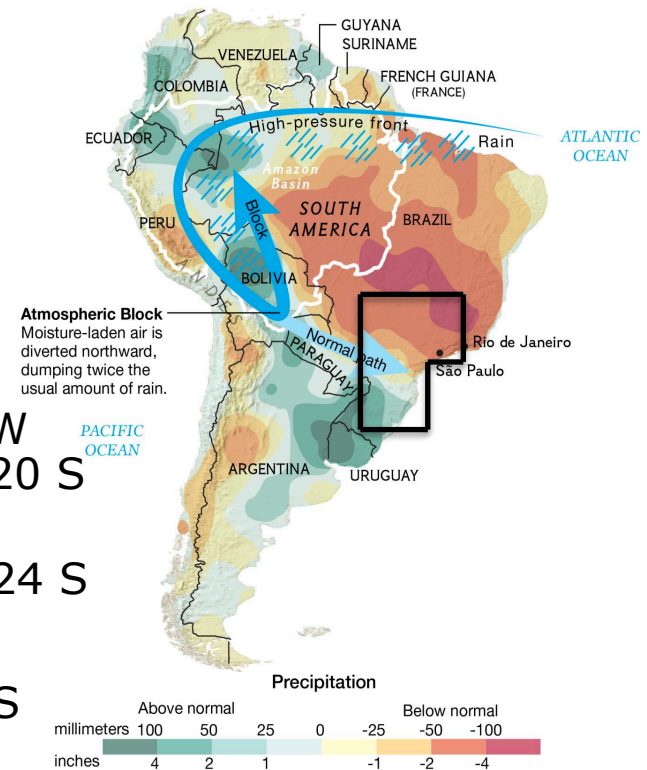 GUYANA
SURINAME
VENEZUELA
FRENCH GUIANA
(FRANCE)
COLOMBIA
High-pressure front
Rain
ATLANTIC
OCEAN
ECUADOR
Amazon
Basin
SOUTH
AMERICA
BRAZIL
Block
PERU
ANDES
BOLIVIA
Atmospheric Block
Moisture-laden air is
diverted northward,
dumping twice the
usual amount of rain.
Normal path
PARAGUAY
Rio de Janeiro
São Paulo
W
PACIFIC
OCEAN
20 S
ARGENTINA
URUGUAY
24 S
S
Precipitation
Above normal
Below normal
millimeters 100 50 25 0 -25 -50 -100
inches 4 2 1 -1 -2 -4